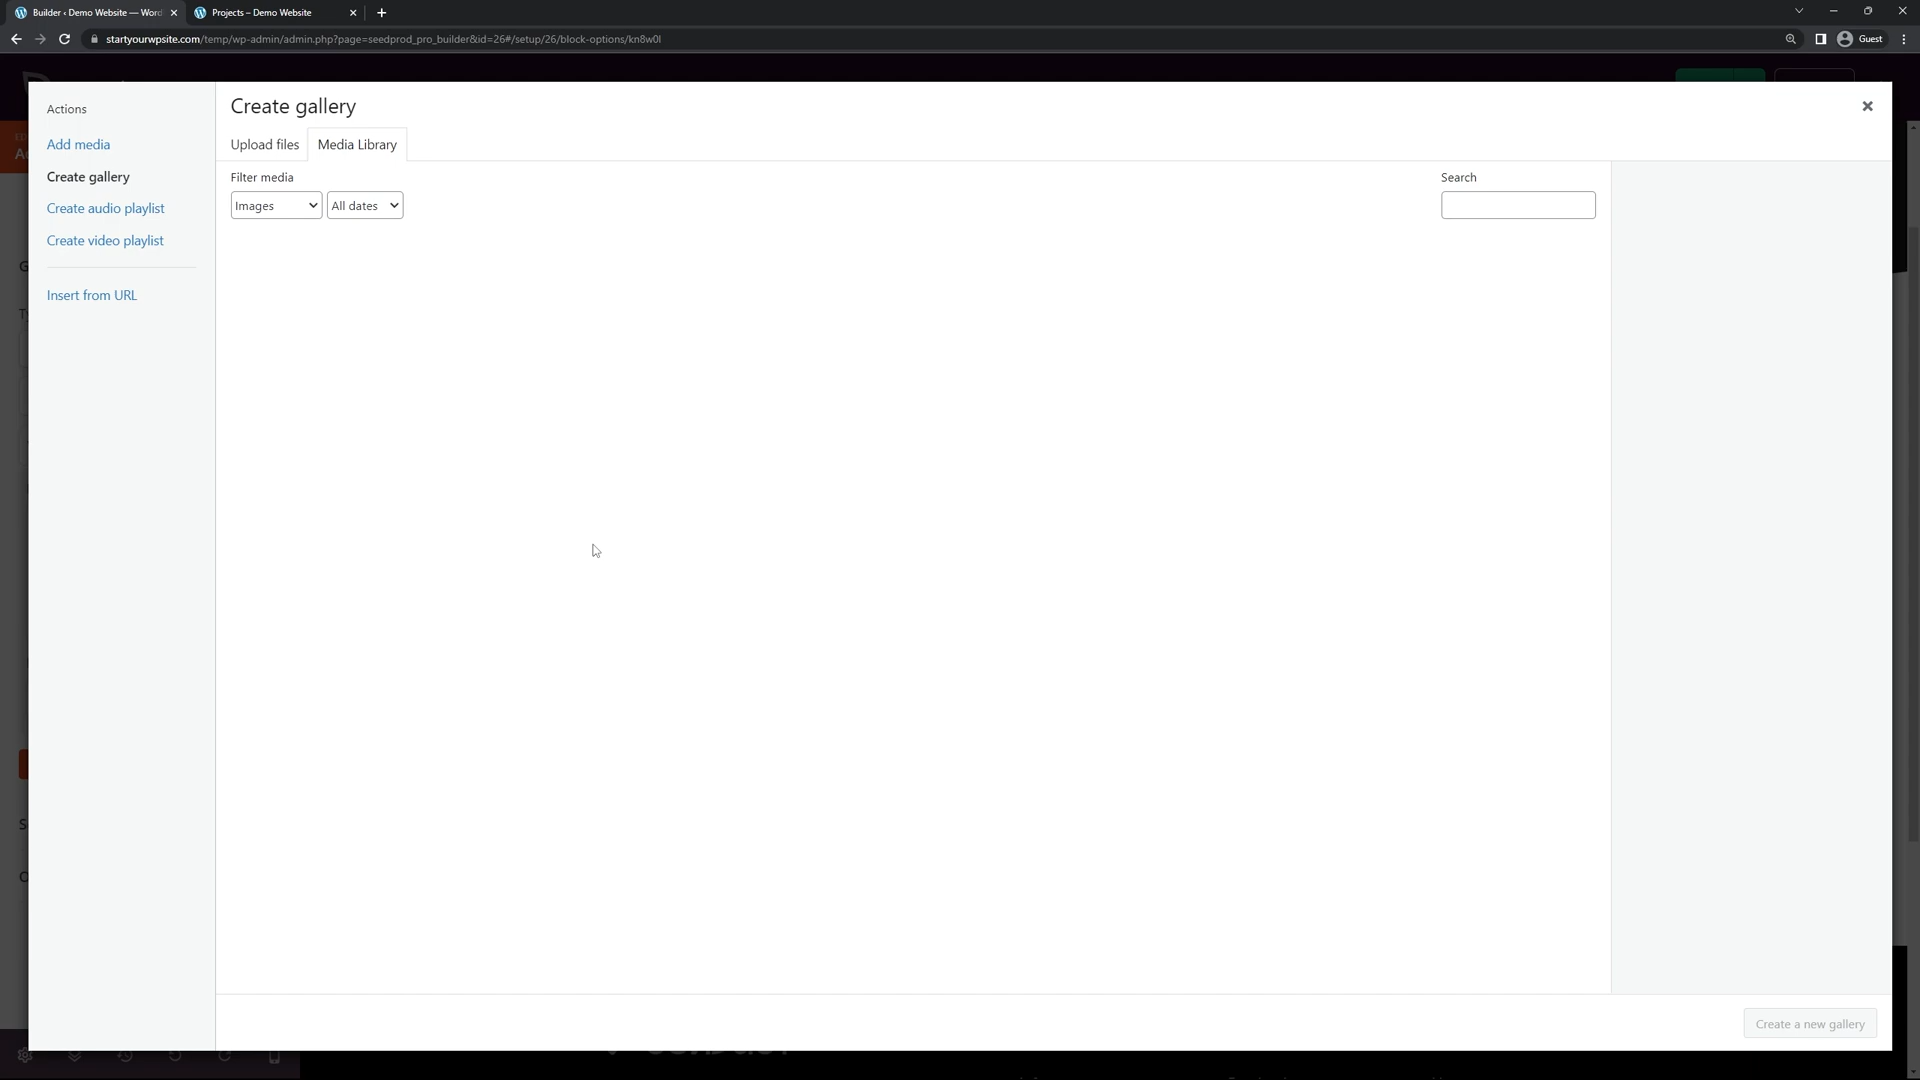 Builder ‹ Demo Website — Word
Projects – Demo Website
startyourwpsite.com/temp/wp-admin/admin.php?page=seedprod_pro_builder&id=26#/setup/26/block-options/kn8w0l
Guest
Actions
Add media
Create gallery
Create audio playlist
Create video playlist
Insert from URL
Create gallery
Upload files
Media Library
Filter media
Images
All dates
Search
Create a new gallery